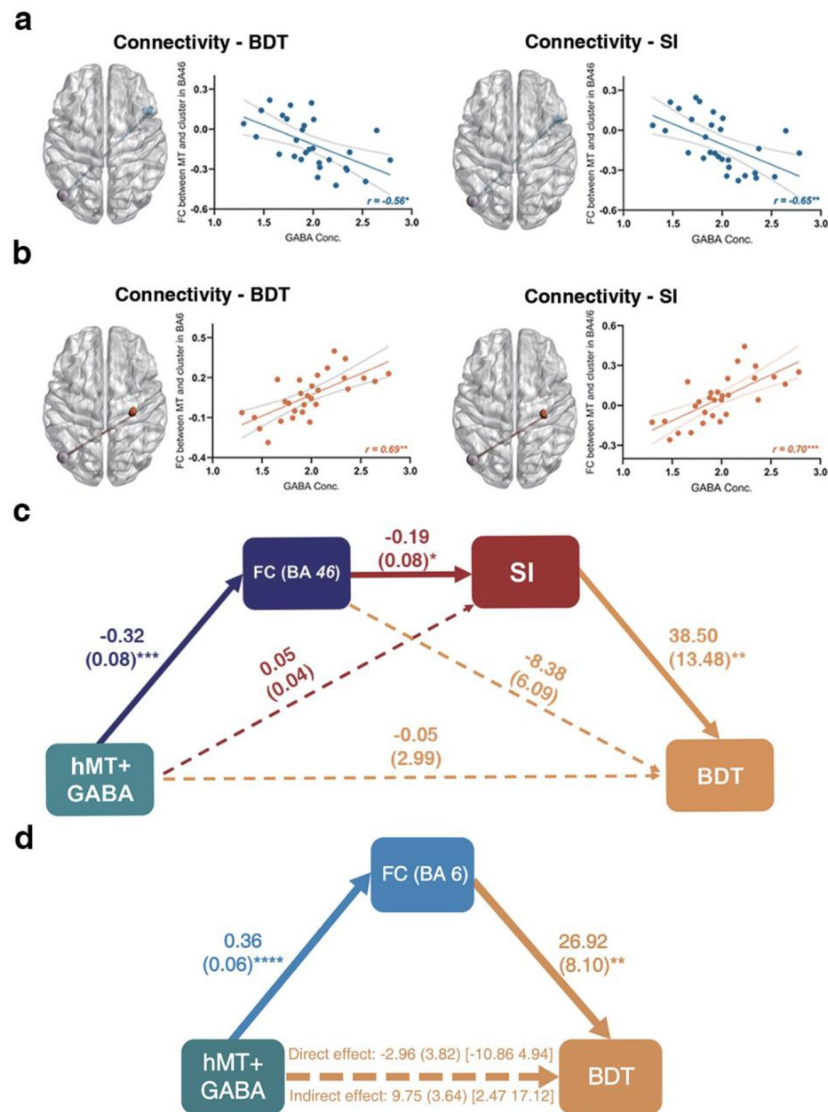 a
Connectivity - BDT
FC between MT and cluster in BA46
0.3
0.0
-0.3
-0.6
1.0 1.5 2.0 2.5 3.0
GABA Conc.
r = -0.56*
Connectivity - SI
FC between MT and cluster in BA46
0.3
0.0
-0.3
-0.6
1.0 1.5 2.0 2.5 3.0
GABA Conc.
r = -0.65**
b
Connectivity - BDT
FC between MT and cluster in BA6
0.5
0.2
-0.1
-0.4
1.0 1.5 2.0 2.5 3.0
GABA Conc.
r = 0.69**
Connectivity - SI
FC between MT and cluster in BA4/6
0.6
0.3
0.0
-0.3
1.0 1.5 2.0 2.5 3.0
GABA Conc.
r = 0.70***
c
FC (BA 46)
-0.19
(0.08)*
SI
-0.32
(0.08)***
0.05
(0.04)
-8.38
(6.09)
38.50
(13.48)**
-0.05
(2.99)
hMT+
GABA
BDT
d
FC (BA 6)
0.36
(0.06)****
26.92
(8.10)**
hMT+
GABA
Direct effect: -2.96 (3.82) [-10.86 4.94]
Indirect effect: 9.75 (3.64) [2.47 17.12]
BDT